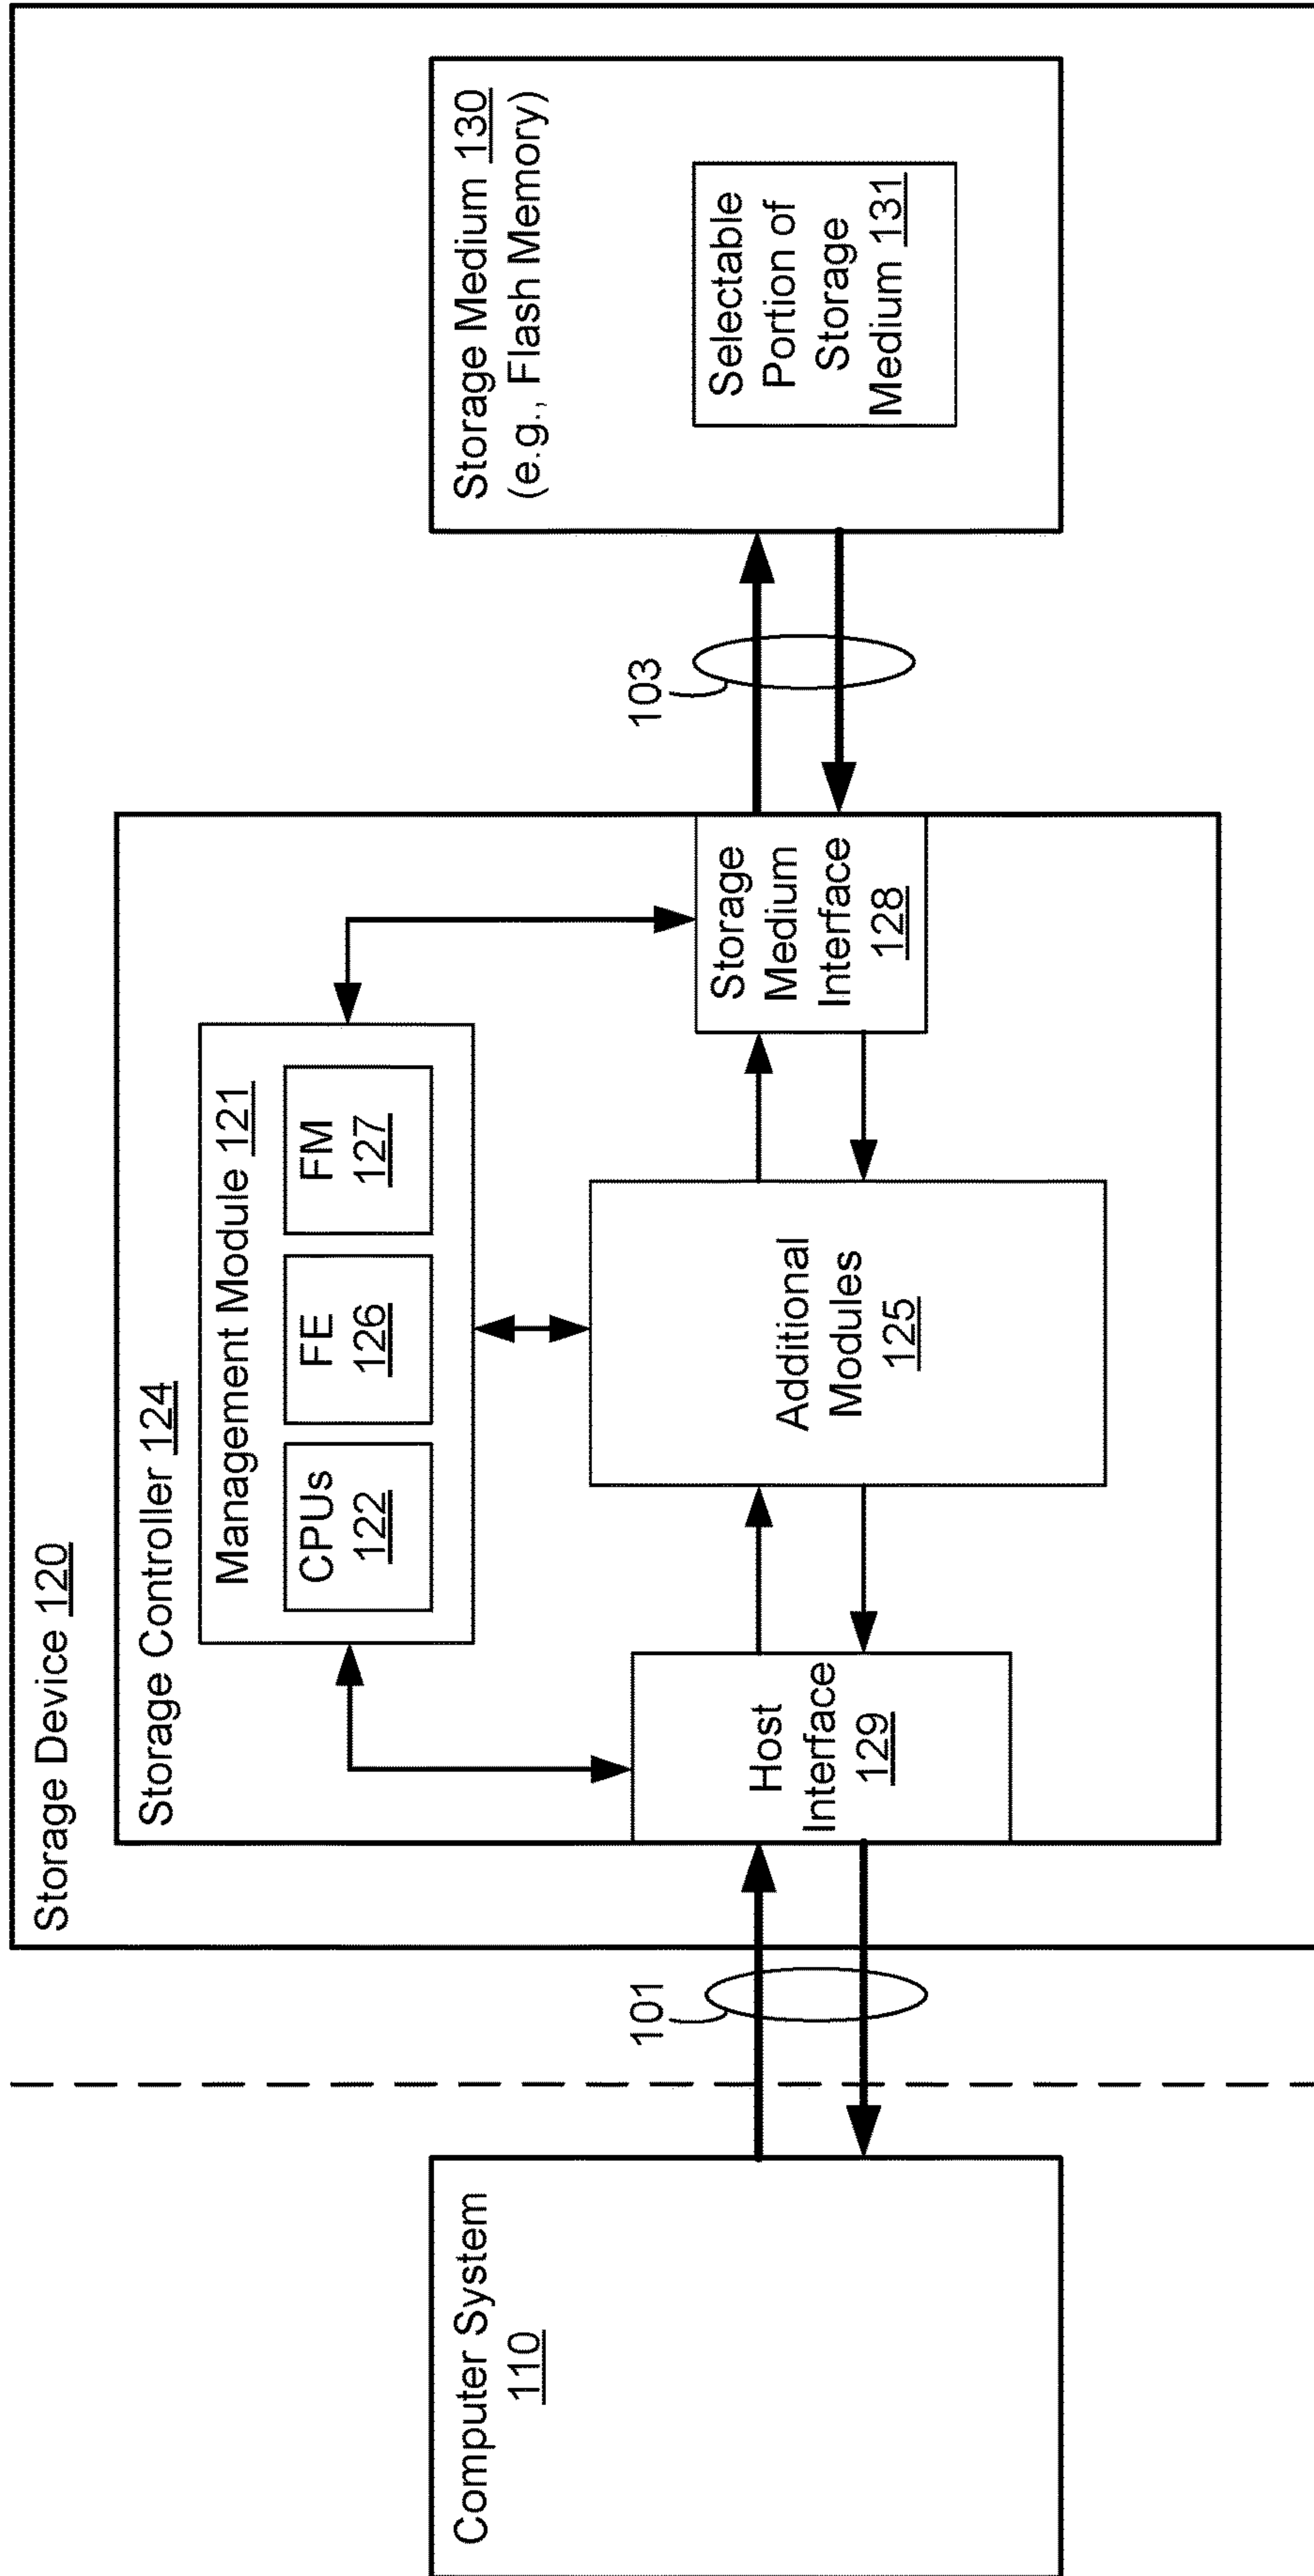 Storage Device 120
Storage Controller 124
Management Module 121
CPUs
122
FE
126
FM
127
Computer System
110
101
Host
Interface
129
Additional
Modules
125
Storage
Medium
Interface
128
103
Storage Medium 130
(e.g., Flash Memory)
Selectable
Portion of
Storage
Medium 131